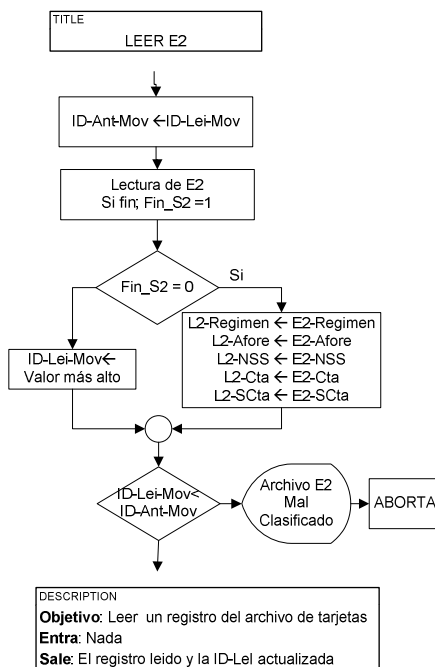 TITLE
LEER E2
ID-Ant-Mov ←ID-Lei-Mov
Lectura de E2
Si fin; Fin_S2 =1
Fin_S2 = 0
Si
L2-Regimen ← E2-Regimen
L2-Afore ← E2-Afore
L2-NSS ← E2-NSS
L2-Cta ← E2-Cta
L2-SCta ← E2-SCta
ID-Lei-Mov←
Valor más alto
ID-Lei-Mov<
ID-Ant-Mov
Archivo E2
Mal
Clasificado
ABORTA
DESCRIPTION
Objetivo: Leer un registro del archivo de tarjetas
Entra: Nada
Sale: El registro leido y la ID-LeI actualizada